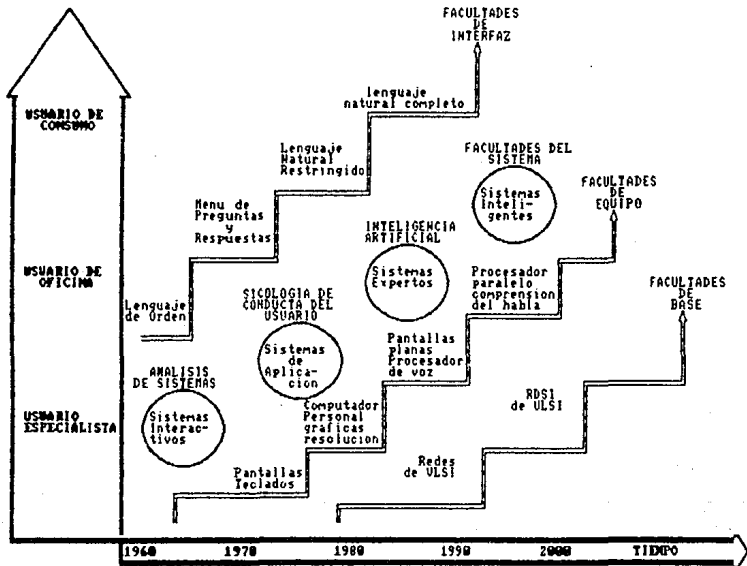 FACULTADES
DE
INTERFAZ
lenguaje
natural completo
USUARIO DE
CONSUMO
Lenguaje
Natural
Restringido
FACULTADES DEL
SISTEMA
Sistemas
Inteli-
gentes
FACULTADES
DE
EQUIPO
Menu de
Preguntas
y
Respuestas
INTELIGENCIA
ARTIFICIAL
Sistemas
Expertos
USUARIO DE
OFICINA
Lenguaje
de Orden
SICOLOGIA DE
CONDUCTA DEL
USUARIO
Sistemas
de
Aplica-
cion
Procesador
paralelo
comprension
del habla
FACULTADES
DE
BASE
Pantallas
planas
Procesador
de voz
ANALISIS
DE SISTEMAS
Sistemas
Interac-
tivos
USUARIO
ESPECIALISTA
Computador
Personal
gráficas
resolucion
RDSI
de VLSI
Pantallas
Teclados
Redes
de VLSI
1960 1970 1980 1990 2000 TIEMPO